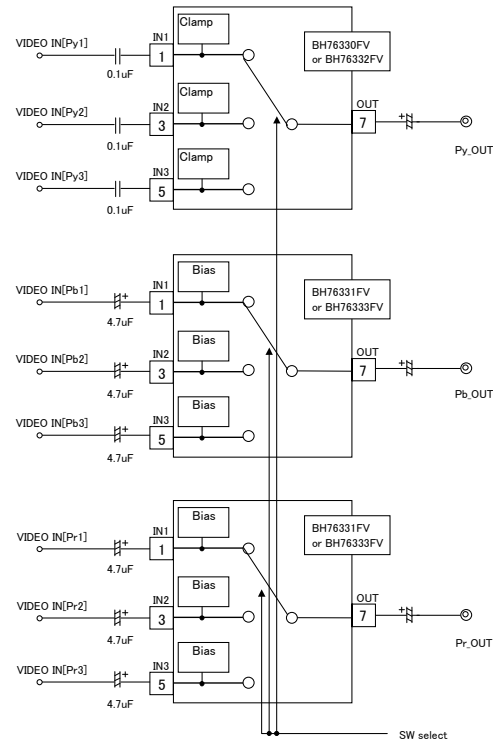 Clamp
BH76330FV
or BH76332FV
VIDEO IN[Py1]
IN1
1
0.1uF
Clamp
VIDEO IN[Py2]
IN2
3
0.1uF
OUT
7
+
Py_OUT
Clamp
VIDEO IN[Py3]
IN3
5
0.1uF
Bias
BH76331FV
or BH76333FV
VIDEO IN[Pb1]
+
IN1
1
4.7uF
Bias
VIDEO IN[Pb2]
+
IN2
3
4.7uF
OUT
7
+
Pb_OUT
Bias
VIDEO IN[Pb3]
+
IN3
5
4.7uF
Bias
BH76331FV
or BH76333FV
VIDEO IN[Pr1]
+
IN1
1
4.7uF
Bias
VIDEO IN[Pr2]
+
IN2
3
4.7uF
OUT
7
+
Pr_OUT
Bias
VIDEO IN[Pr3]
+
IN3
5
4.7uF
SW select